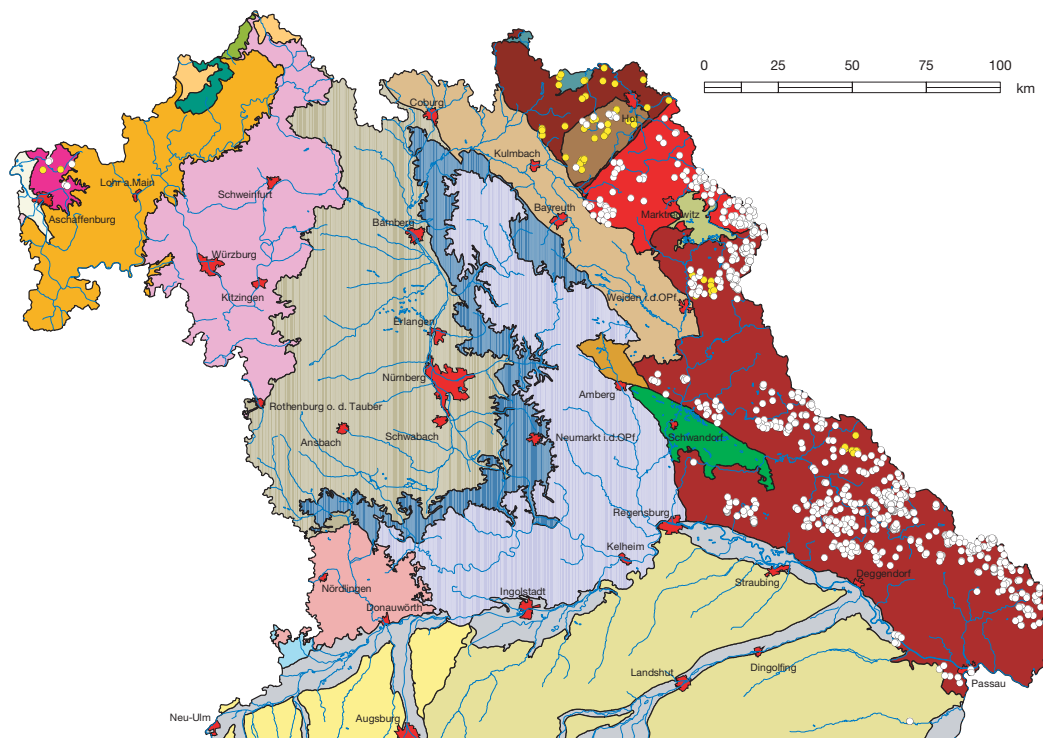 0 25 50 75 100
km
Coburg
Hof
Kulmbach
Lohr a.Main
Schweinfurt
Aschaffenburg
Bayreuth
Marktredwitz
Bamberg
Würzburg
Kitzingen
Weiden i.d.OPf.
Erlangen
Nürnberg
Amberg
Rothenburg o. d. Tauber
Ansbach
Schwabach
Neumarkt i.d.OPf.
Schwandorf
Regensburg
Kelheim
Straubing
Deggendorf
Nördlingen
Ingolstadt
Donauwörth
Landshut
Dingolfing
Passau
Neu-Ulm
Augsburg